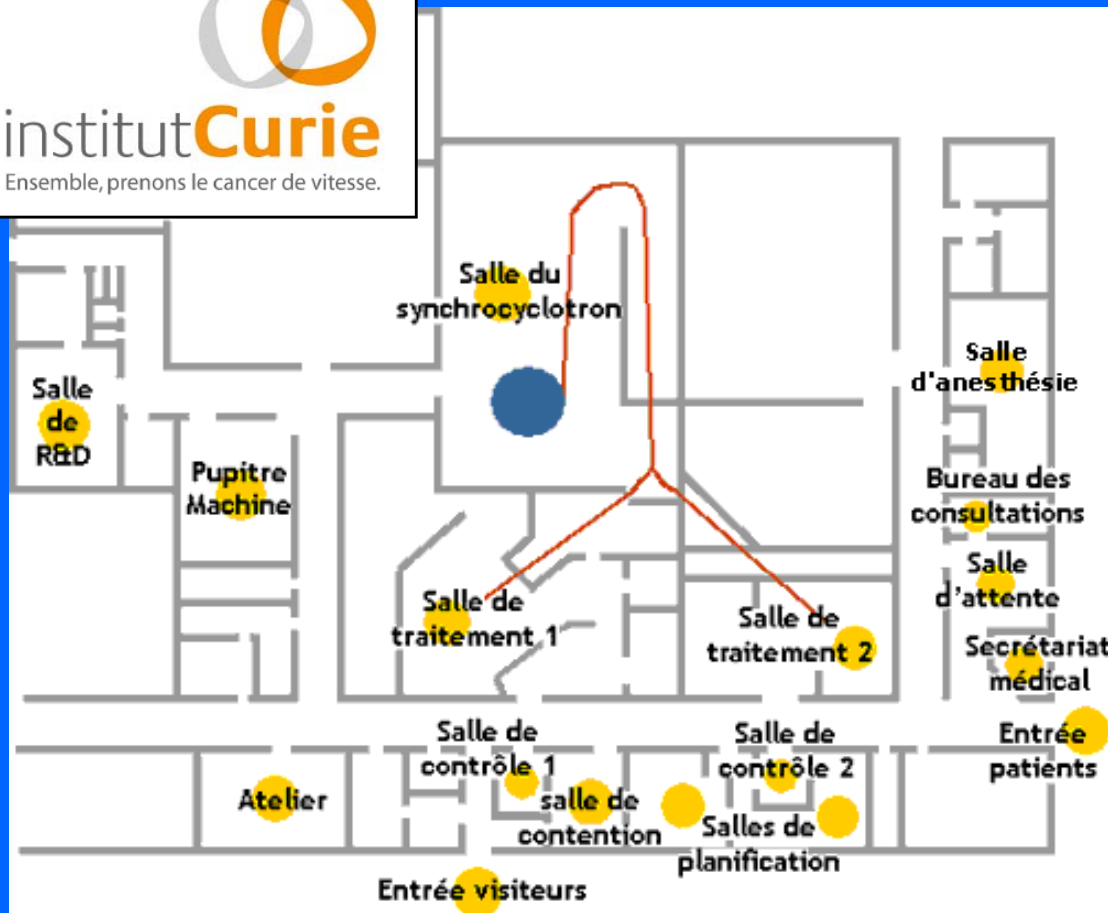 institutCurie
Ensemble, prenons le cancer de vitesse.
Salle du
synchrocyclotron
Salle
d'anesthésie
Salle
de
R&D
Pupitre
Machine
Bureau des
consultations
Salle
d'attente
Salle de
traitement 1
Salle de
traitement 2
Secrétariat
médical
Entrée
patients
Salle de
contrôle 1
Salle de
contrôle 2
Atelier
salle de
contention
Salles de
planification
Entrée visiteurs